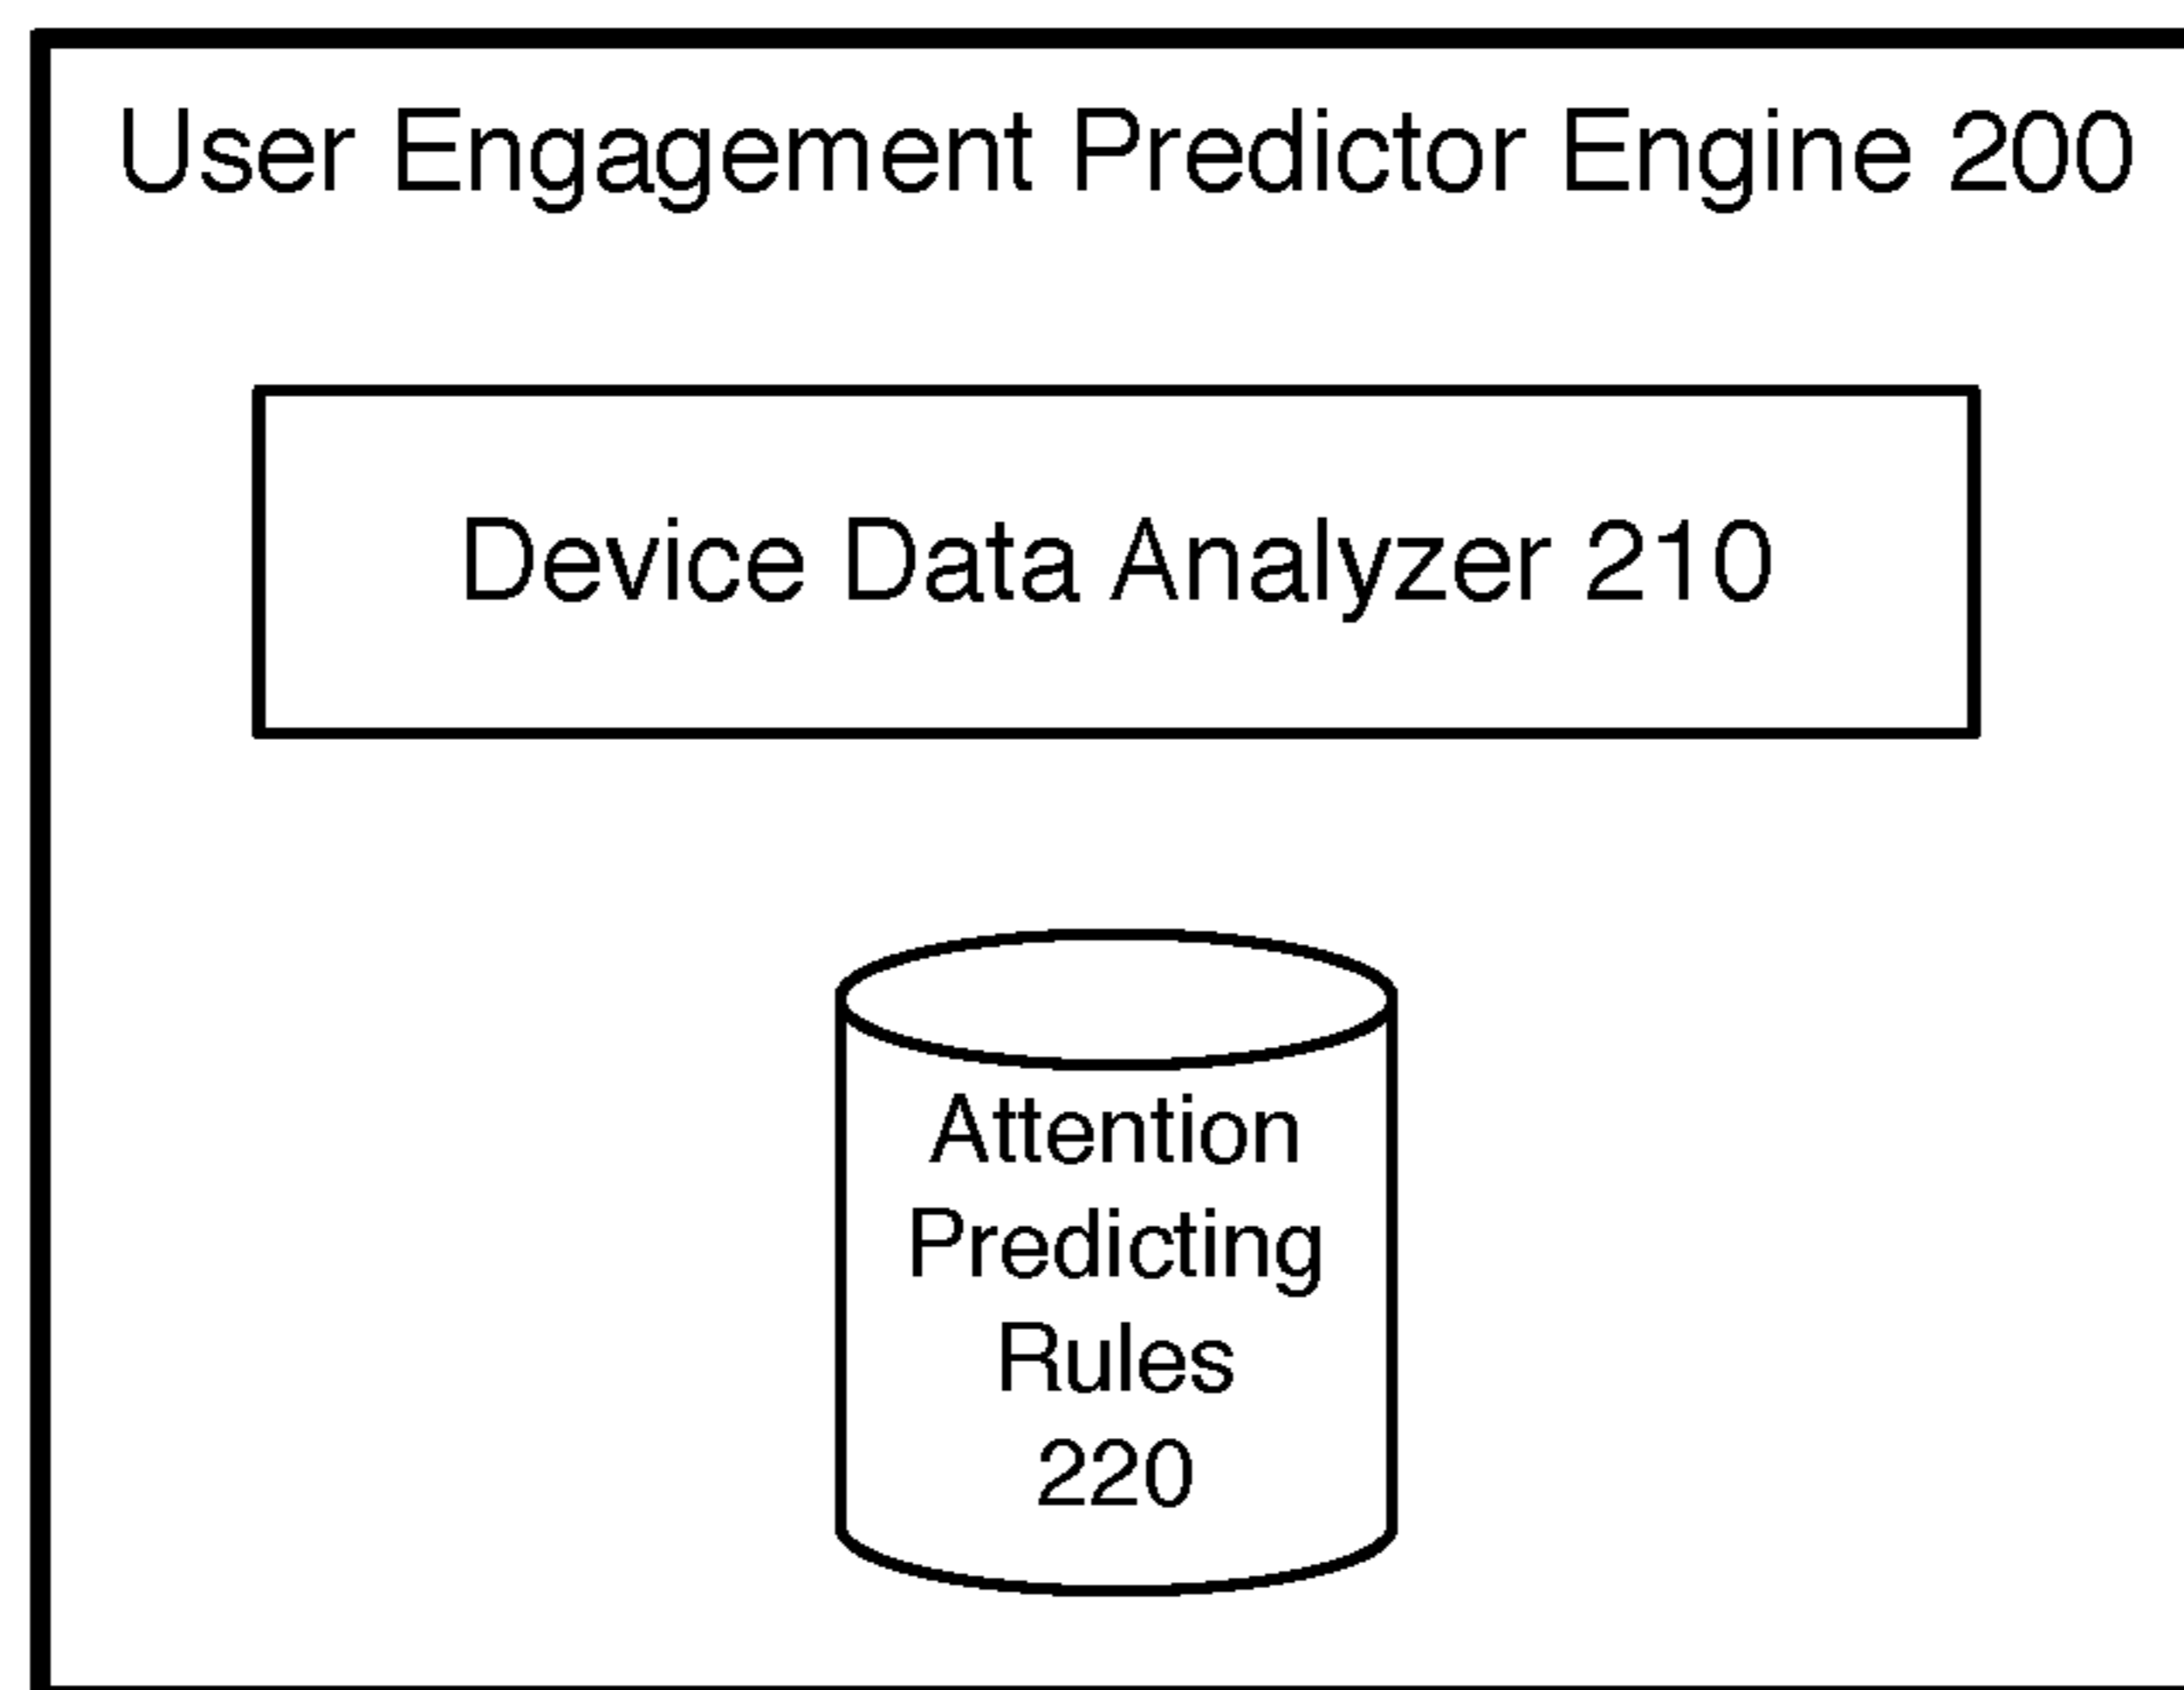 User Engagement Predictor Engine 200
Device Data Analyzer 210
Attention
Predicting
Rules
220